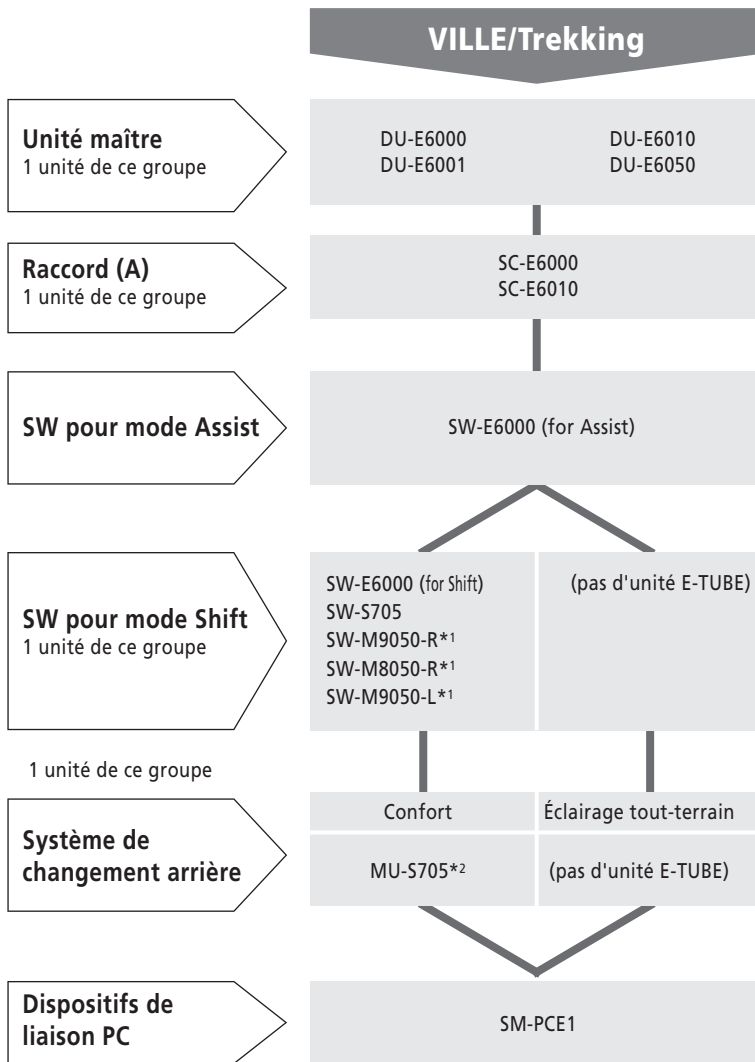 VILLE/Trekking
Unité maître
1 unité de ce groupe
DU-E6000
DU-E6001
DU-E6010
DU-E6050
Raccord (A)
1 unité de ce groupe
SC-E6000
SC-E6010
SW pour mode Assist
SW-E6000 (for Assist)
SW pour mode Shift
1 unité de ce groupe
SW-E6000 (for Shift)
SW-S705
SW-M9050-R*1
SW-M8050-R*1
SW-M9050-L*1
(pas d'unité E-TUBE)
1 unité de ce groupe
Système de
changement arrière
Confort
MU-S705*2
Éclairage tout-terrain
(pas d'unité E-TUBE)
Dispositifs de
liaison PC
SM-PCE1